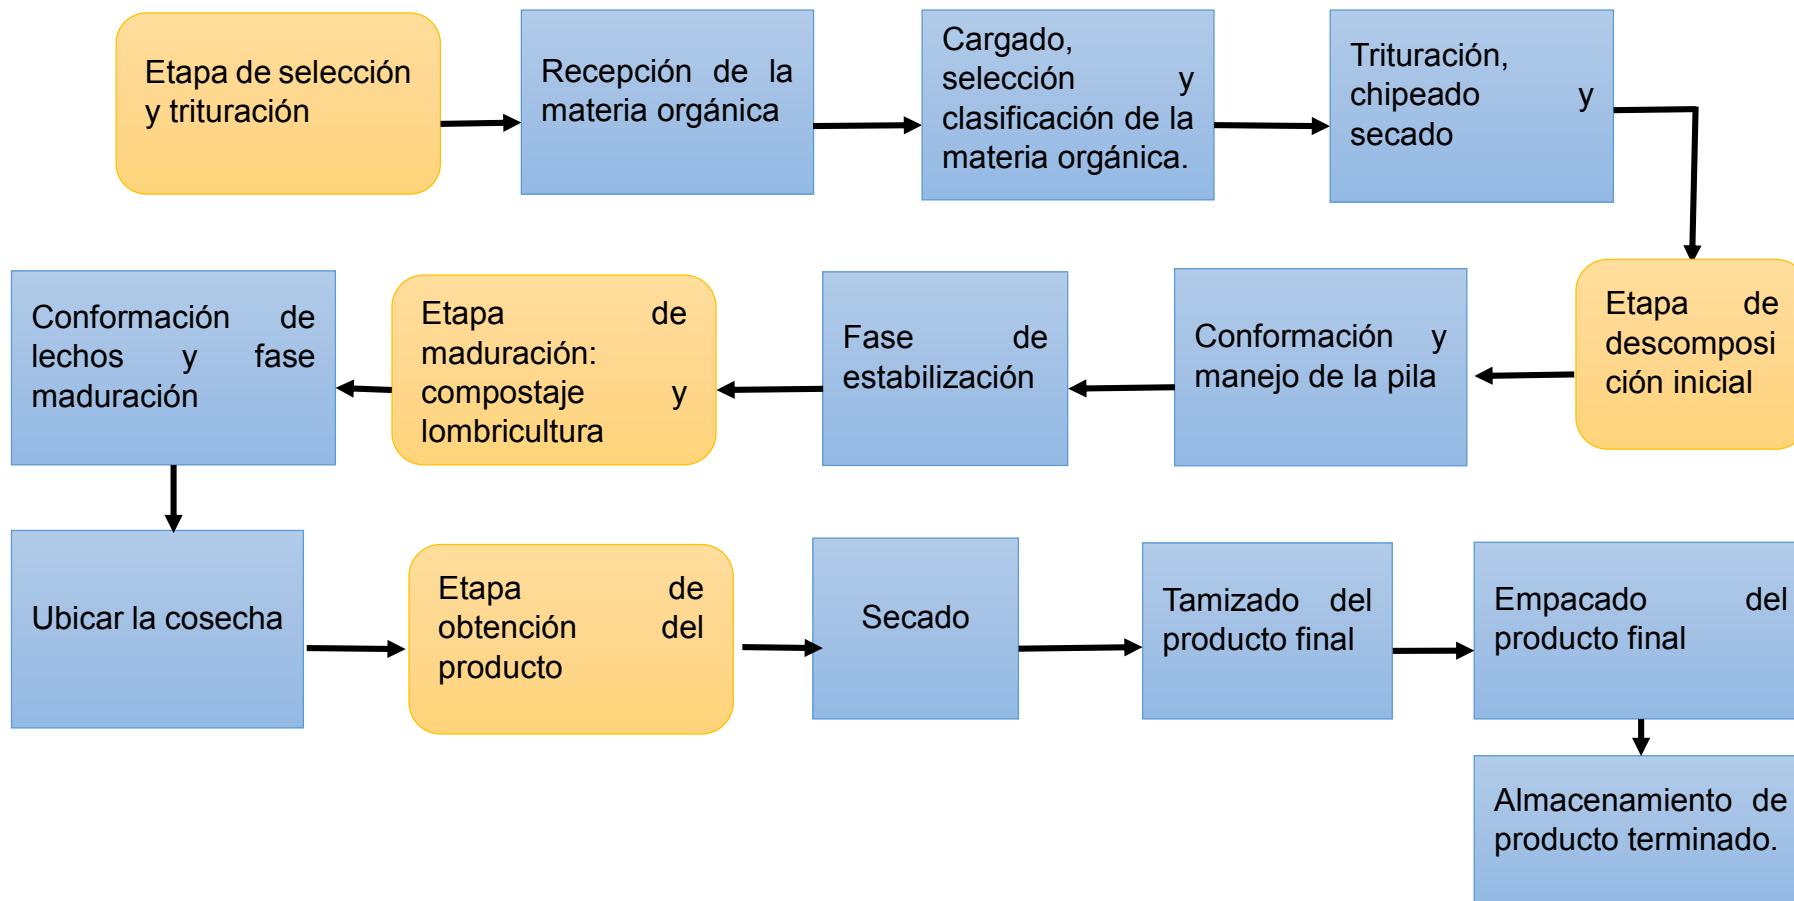 Etapa de selección
y trituración
Recepción de la
materia orgánica
Cargado,
selección y
clasificación de la
materia orgánica.
Trituración,
chipeado y
secado
Etapa de
descomposi
ción inicial
Conformación y
manejo de la pila
Fase de
estabilización
Etapa de
maduración:
compostaje y
lombricultura
Conformación de
lechos y fase
maduración
Ubicar la cosecha
Etapa de
obtención del
producto
Secado
Tamizado del
producto final
Empacado del
producto final
Almacenamiento de
producto terminado.